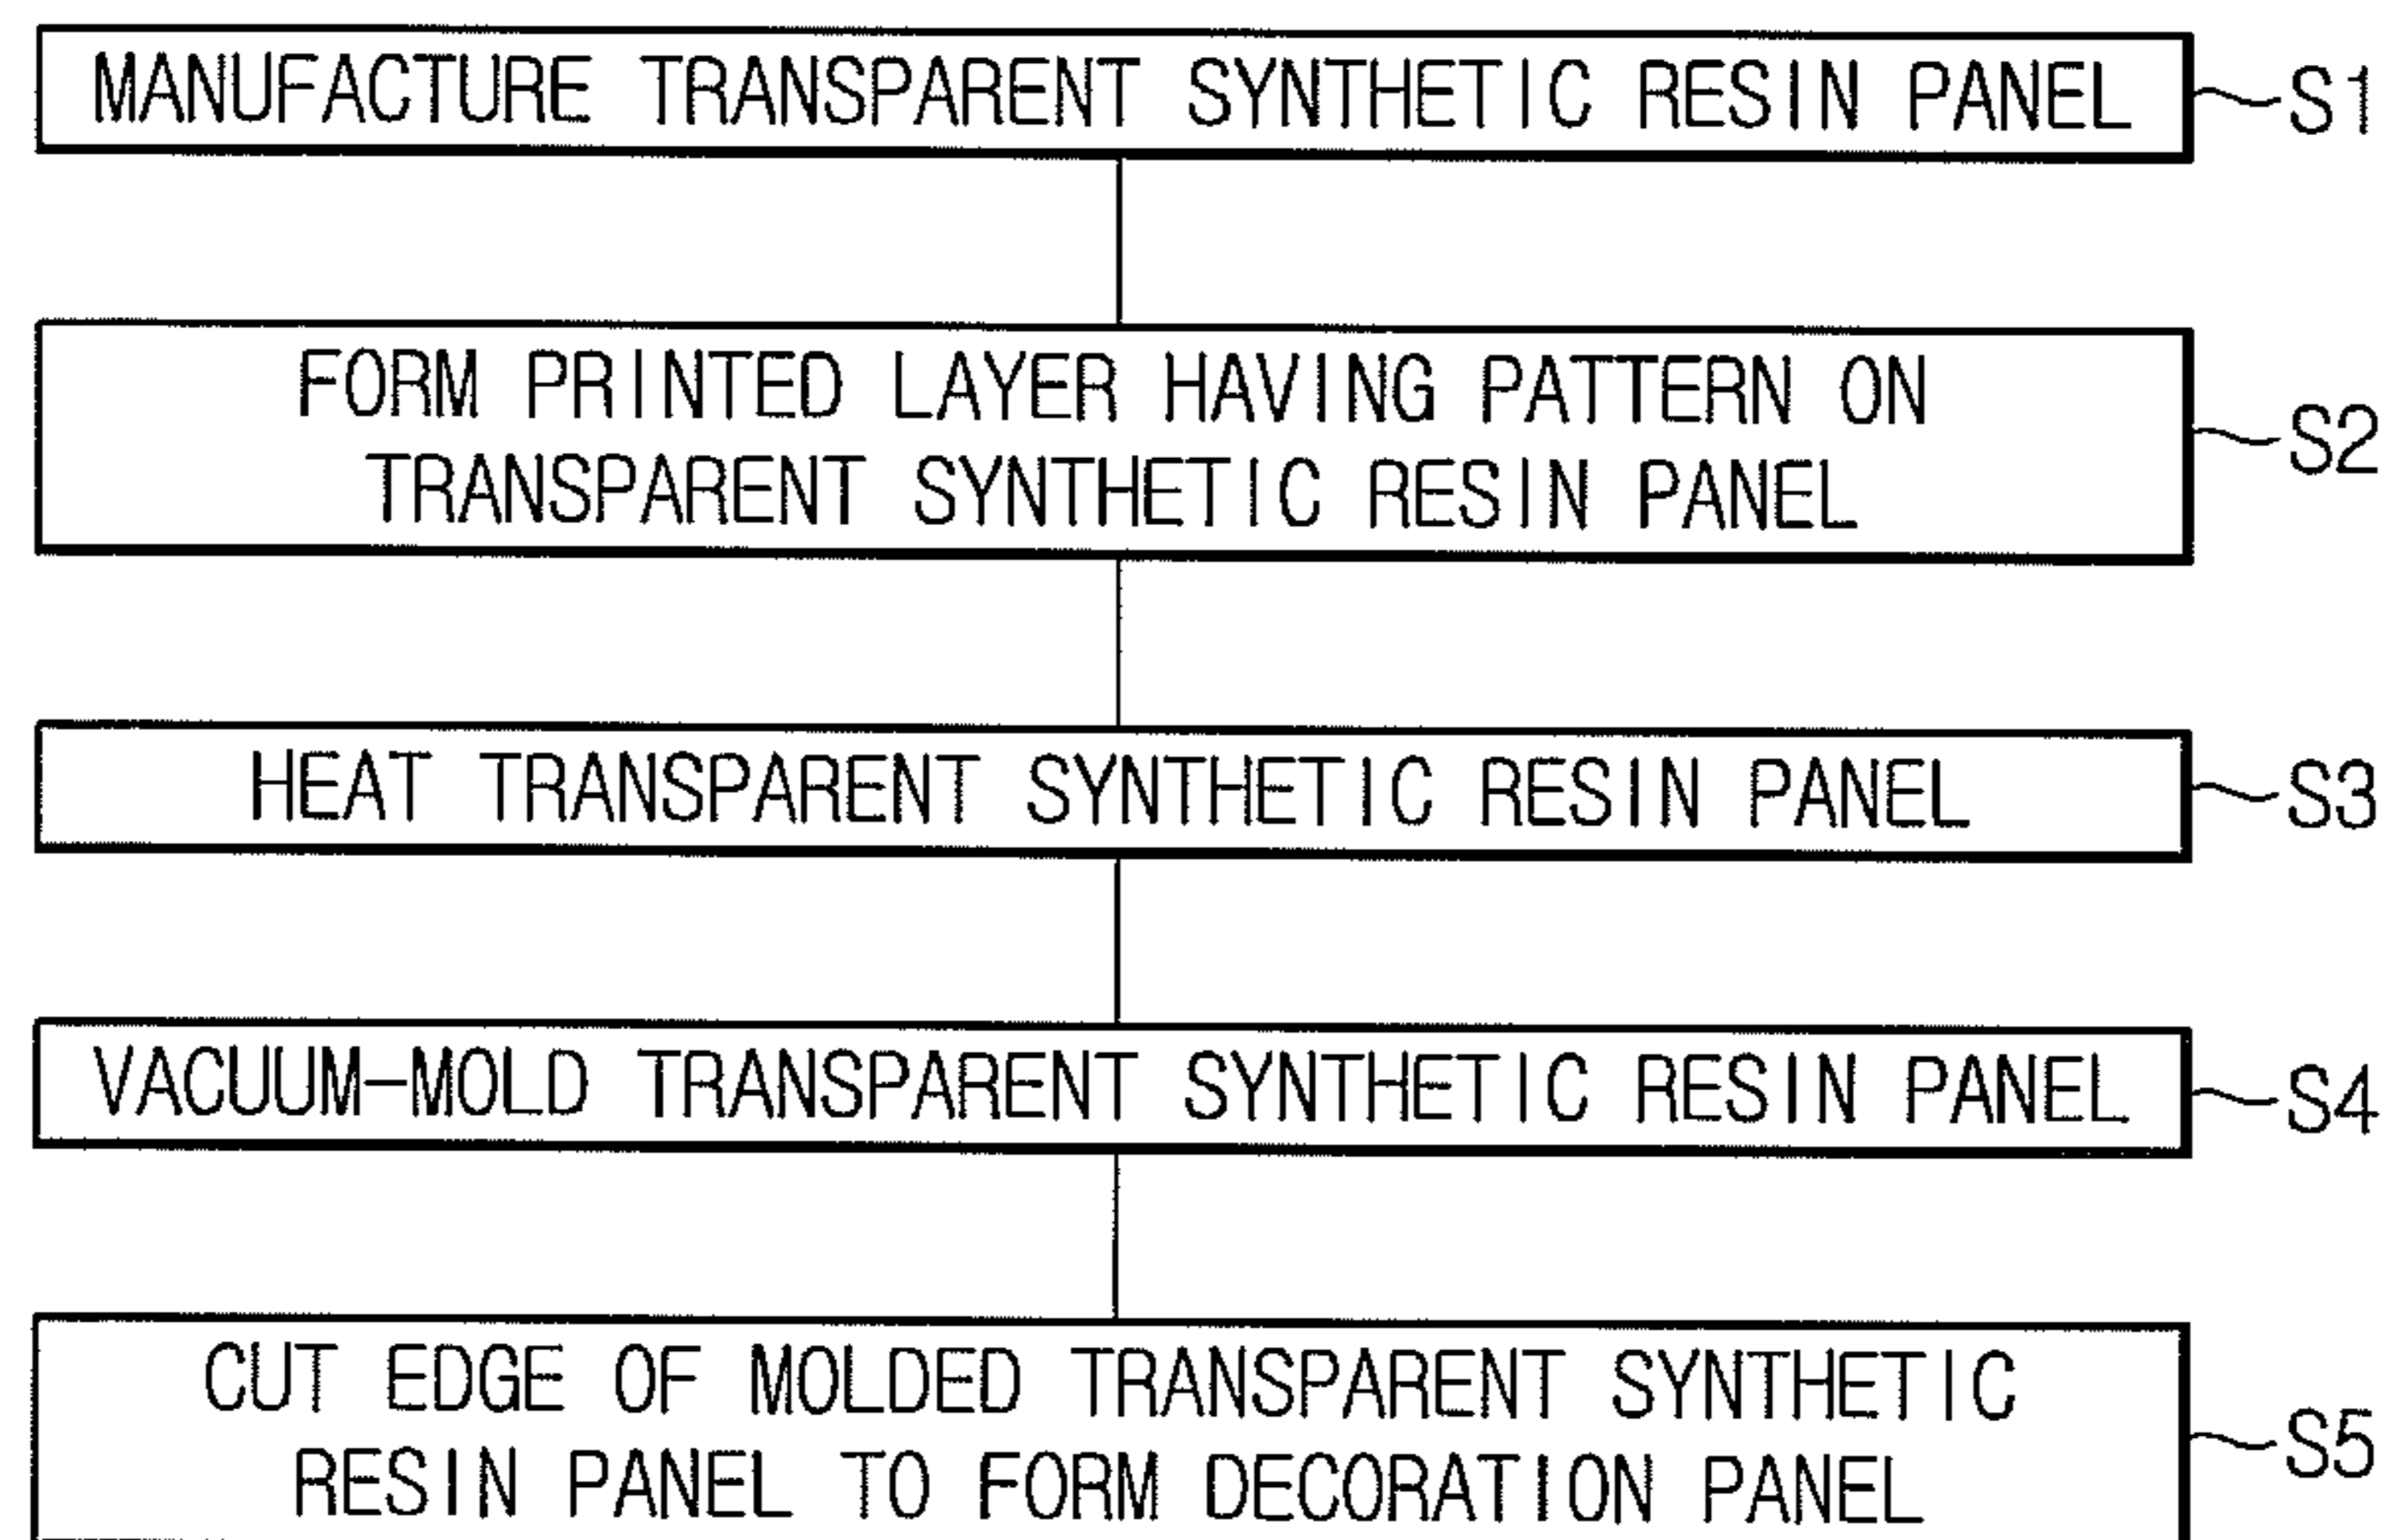 MANUFACTURE TRANSPARENT SYNTHETIC RESIN PANEL
S1
FORM PRINTED LAYER HAVING PATTERN ON
TRANSPARENT SYNTHETIC RESIN PANEL
S2
HEAT TRANSPARENT SYNTHETIC RESIN PANEL
S3
VACUUM-MOLD TRANSPARENT SYNTHETIC RESIN PANEL
S4
CUT EDGE OF MOLDED TRANSPARENT SYNTHETIC
RESIN PANEL TO FORM DECORATION PANEL
S5